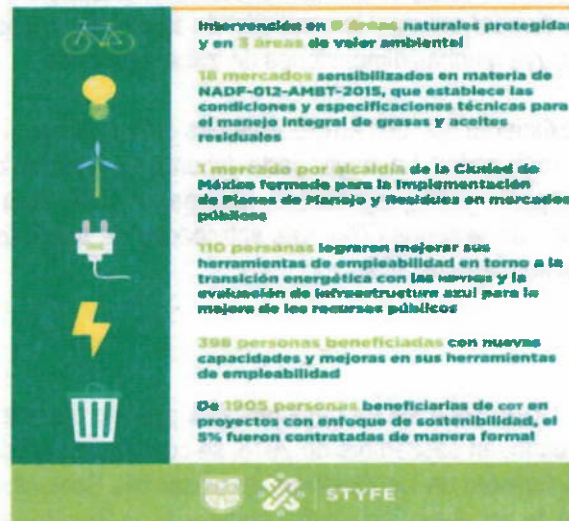 Intervención en 9 áreas naturales protegidas
y en 3 áreas de valor ambiental
18 mercados sensibilizados en materia de
NADF-012-AMBT-2015, que establece las
condiciones y especificaciones técnicas para
el manejo integral de grasas y aceites
residuales
1 mercado por alcaldía de la Ciudad de
México formado para la Implementación
de Planes de Manejo y Residuos en mercados
públicos
110 personas lograron mejorar sus
herramientas de empleabilidad en torno a la
transición energética con las y la
evaluación de infraestructura azul para la
mejora de los recursos públicos
398 personas beneficiadas con nuevas
capacidades y mejoras en sus herramientas
de empleabilidad
De 1905 personas beneficiarias de en
proyectos con enfoque de sostenibilidad, el
5% fueron contratadas de manera formal
STYFE